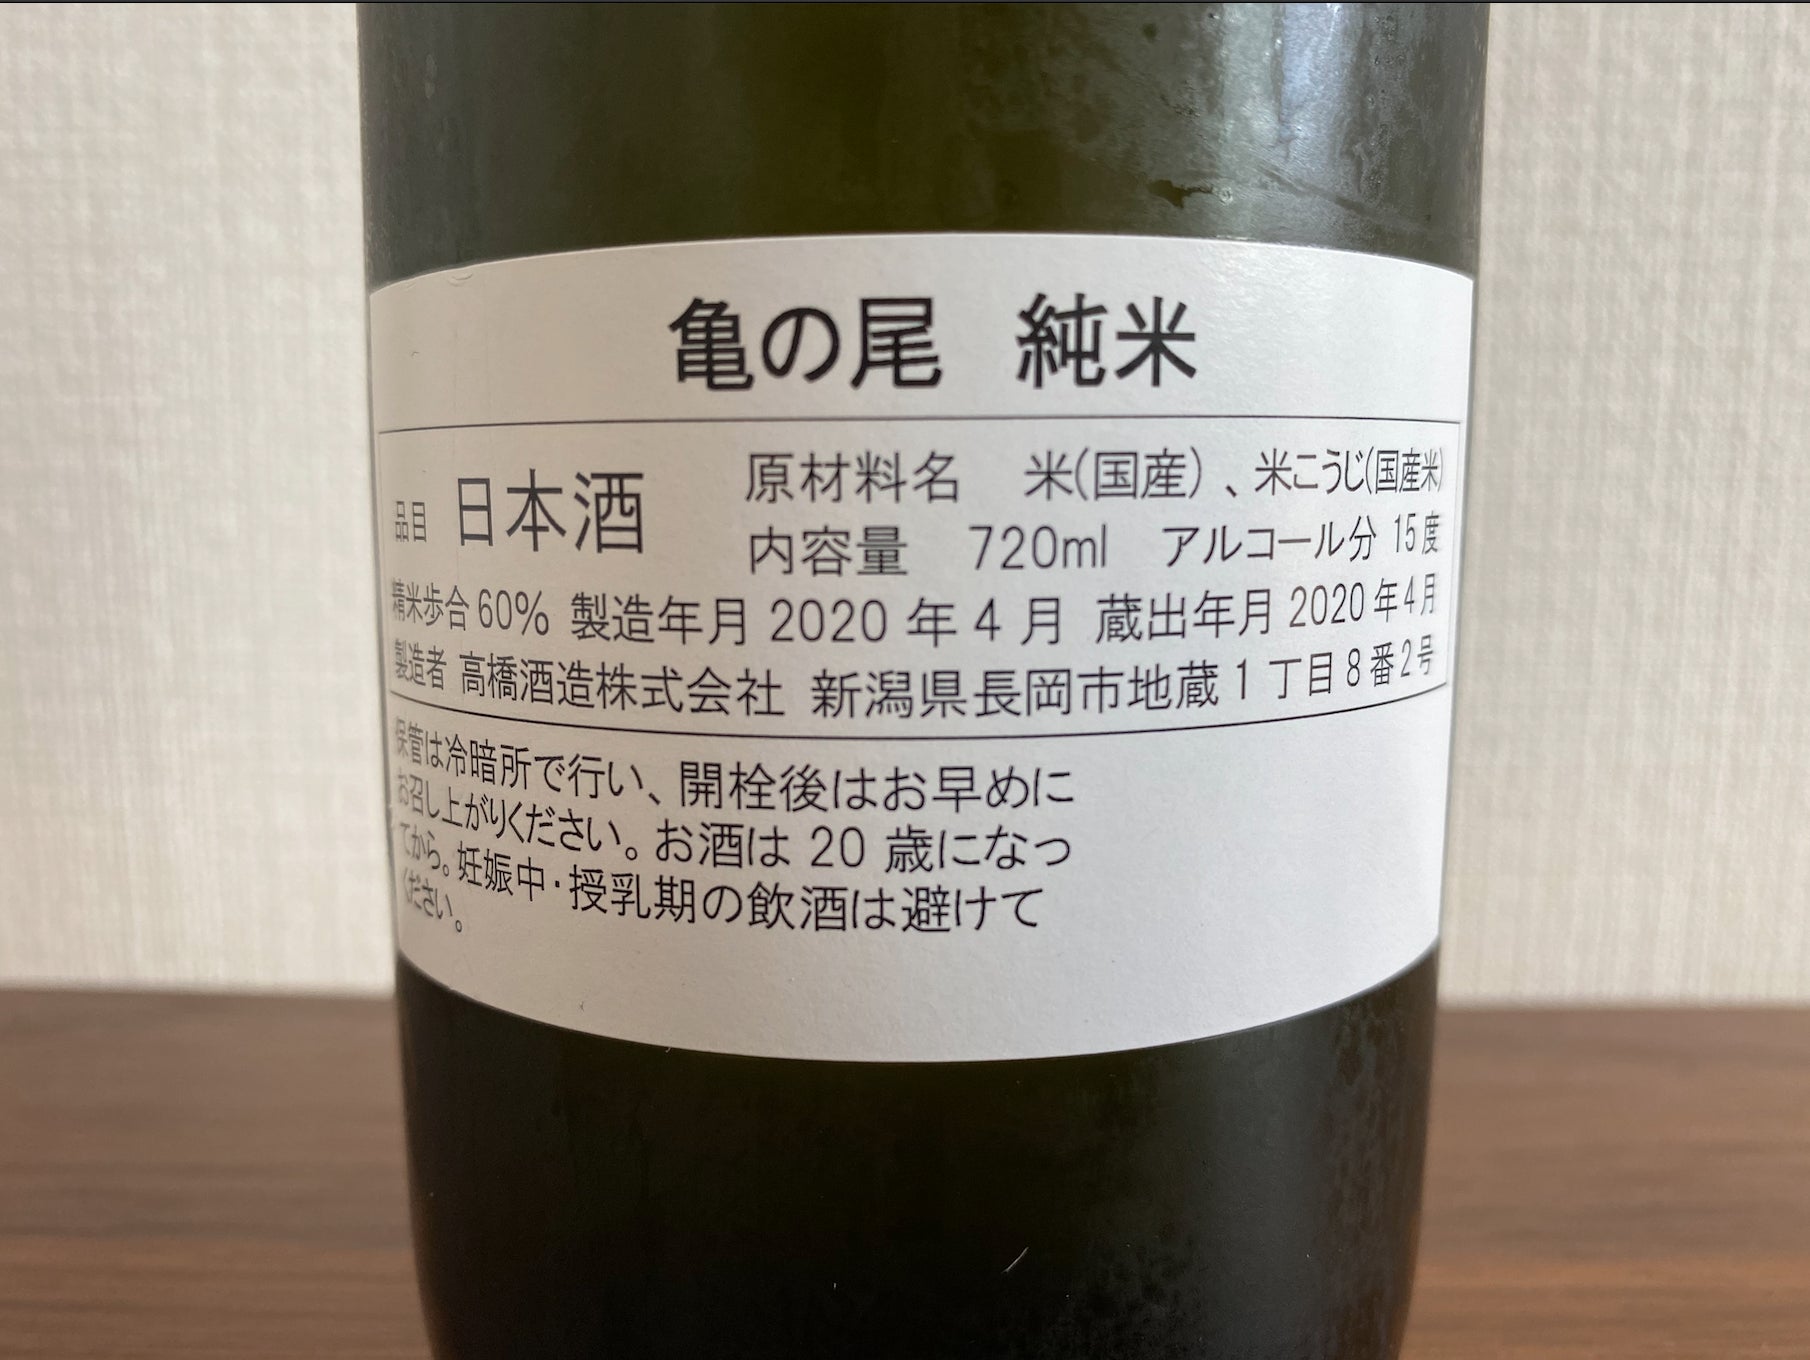 亀の尾 純米
品目 日本酒
原材料名 米(国産)、米こうじ(国産米)
内容量 720ml アルコール分 15度
精米歩合 60% 製造年月 2020 年 4 月 蔵出年月 2020 年 4月
製造者 高橋酒造株式会社 新潟県長岡市地蔵 1 丁目 8 番 2号
保管は冷暗所で行い、開栓後はお早めに
お召し上がりください。お酒は 20 歳になっ
てから。妊娠中・授乳期の飲酒は避けて
ください。